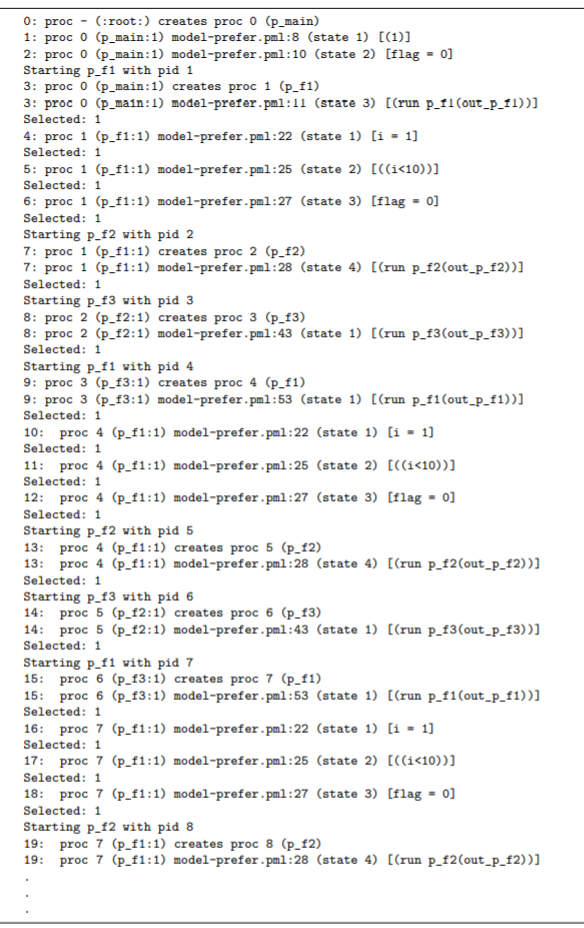 0: proc - (:root:) creates proc 0 (p_main)
1: proc 0 (p_main:1) model-prefer.pml:8 (state 1) [(1)]
2: proc 0 (p_main:1) model-prefer.pml:10 (state 2) [flag = 0]
Starting p_f1 with pid 1
3: proc 0 (p_main:1) creates proc 1 (p_f1)
3: proc 0 (p_main:1) model-prefer.pml:11 (state 3) [(run p_f1(out_p_f1))]
Selected: 1
4: proc 1 (p_f1:1) model-prefer.pml:22 (state 1) [i = 1]
Selected: 1
5: proc 1 (p_f1:1) model-prefer.pml:25 (state 2) [((i<10))]
Selected: 1
6: proc 1 (p_f1:1) model-prefer.pml:27 (state 3) [flag = 0]
Selected: 1
Starting p_f2 with pid 2
7: proc 1 (p_f1:1) creates proc 2 (p_f2)
7: proc 1 (p_f1:1) model-prefer.pml:28 (state 4) [(run p_f2(out_p_f2))]
Selected: 1
Starting p_f3 with pid 3
8: proc 2 (p_f2:1) creates proc 3 (p_f3)
8: proc 2 (p_f2:1) model-prefer.pml:43 (state 1) [(run p_f3(out_p_f3))]
Selected: 1
Starting p_f1 with pid 4
9: proc 3 (p_f3:1) creates proc 4 (p_f1)
9: proc 3 (p_f3:1) model-prefer.pml:53 (state 1) [(run p_f1(out_p_f1))]
Selected: 1
10: proc 4 (p_f1:1) model-prefer.pml:22 (state 1) [i = 1]
Selected: 1
11: proc 4 (p_f1:1) model-prefer.pml:25 (state 2) [((i<10))]
Selected: 1
12: proc 4 (p_f1:1) model-prefer.pml:27 (state 3) [flag = 0]
Selected: 1
Starting p_f2 with pid 5
13: proc 4 (p_f1:1) creates proc 5 (p_f2)
13: proc 4 (p_f1:1) model-prefer.pml:28 (state 4) [(run p_f2(out_p_f2))]
Selected: 1
Starting p_f3 with pid 6
14: proc 5 (p_f2:1) creates proc 6 (p_f3)
14: proc 5 (p_f2:1) model-prefer.pml:43 (state 1) [(run p_f3(out_p_f3))]
Selected: 1
Starting p_f1 with pid 7
15: proc 6 (p_f3:1) creates proc 7 (p_f1)
15: proc 6 (p_f3:1) model-prefer.pml:53 (state 1) [(run p_f1(out_p_f1))]
Selected: 1
16: proc 7 (p_f1:1) model-prefer.pml:22 (state 1) [i = 1]
Selected: 1
17: proc 7 (p_f1:1) model-prefer.pml:25 (state 2) [((i<10))]
Selected: 1
18: proc 7 (p_f1:1) model-prefer.pml:27 (state 3) [flag = 0]
Selected: 1
Starting p_f2 with pid 8
19: proc 7 (p_f1:1) creates proc 8 (p_f2)
19: proc 7 (p_f1:1) model-prefer.pml:28 (state 4) [(run p_f2(out_p_f2))]
.
.
.